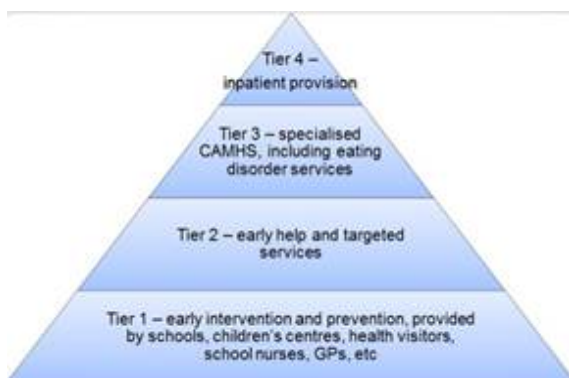 Tier 4 –
inpatient provision
Tier 3 – specialised
CAMHS, including eating
disorder services
Tier 2 – early help and targeted
services
Tier 1 – early intervention and prevention, provided
by schools, children's centres, health visitors,
school nurses, GPs, etc